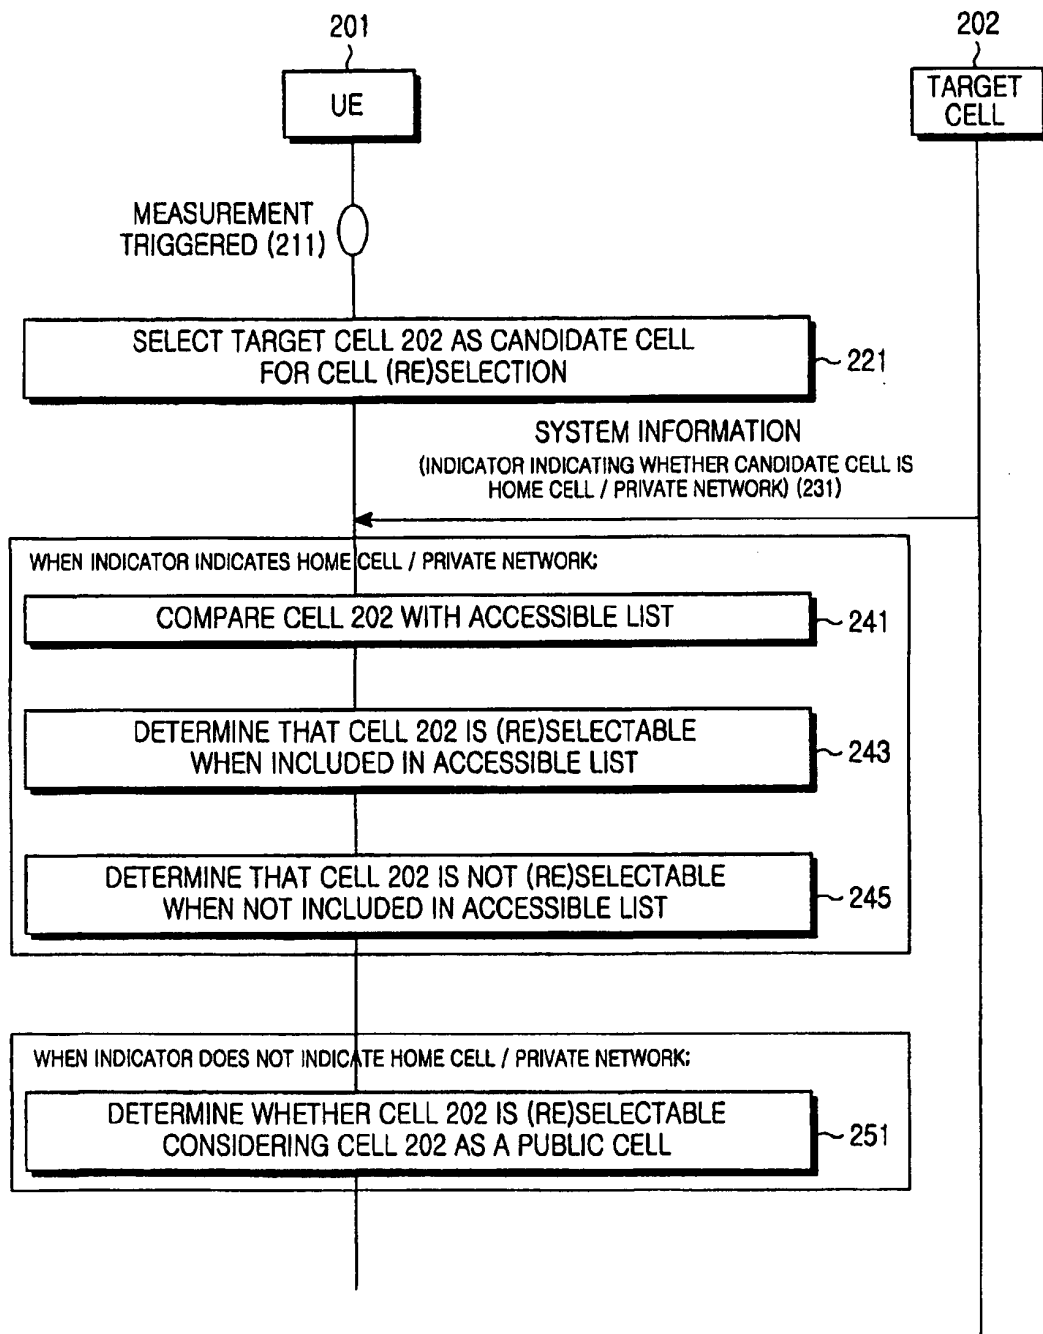 201
202
UE
TARGET
CELL
MEASUREMENT
TRIGGERED (211)
SELECT TARGET CELL 202 AS CANDIDATE CELL
FOR CELL (RE)SELECTION
221
SYSTEM INFORMATION
(INDICATOR INDICATING WHETHER CANDIDATE CELL IS
HOME CELL / PRIVATE NETWORK) (231)
WHEN INDICATOR INDICATES HOME CELL / PRIVATE NETWORK:
COMPARE CELL 202 WITH ACCESSIBLE LIST
241
DETERMINE THAT CELL 202 IS (RE)SELECTABLE
WHEN INCLUDED IN ACCESSIBLE LIST
243
DETERMINE THAT CELL 202 IS NOT (RE)SELECTABLE
WHEN NOT INCLUDED IN ACCESSIBLE LIST
245
WHEN INDICATOR DOES NOT INDICATE HOME CELL / PRIVATE NETWORK:
DETERMINE WHETHER CELL 202 IS (RE)SELECTABLE
CONSIDERING CELL 202 AS A PUBLIC CELL
251